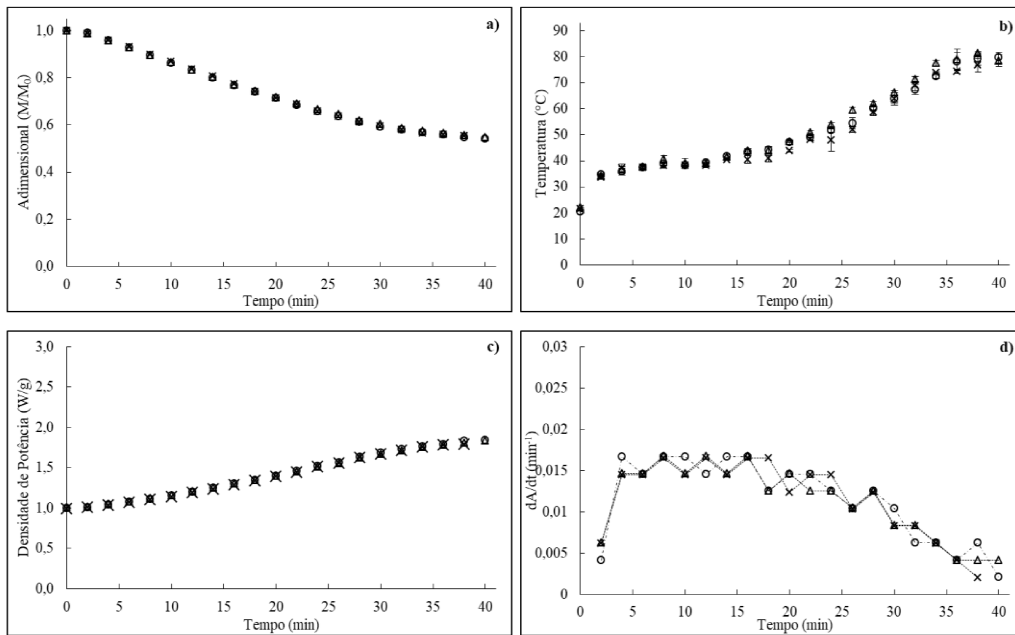 a)
Adimensional (M/M₀)
1,0
0,8
0,6
0,4
0,2
0,0
0 5 10 15 20 25 30 35 40
Tempo (min)
b)
Temperatura (°C)
90
80
70
60
50
40
30
20
10
0
0 5 10 15 20 25 30 35 40
Tempo (min)
c)
Densidade de Potência (W/g)
3,0
2,5
2,0
1,5
1,0
0,5
0,0
0 5 10 15 20 25 30 35 40
Tempo (min)
d)
dA/dt (min⁻¹)
0,03
0,025
0,02
0,015
0,01
0,005
0
0 5 10 15 20 25 30 35 40
Tempo (min)